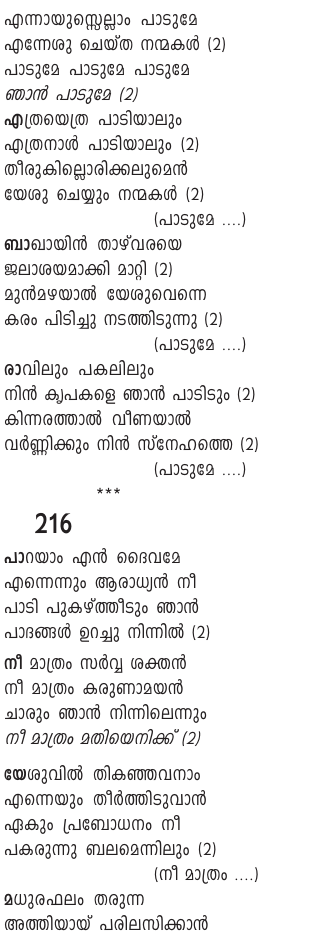 എന്നായുസ്സെല്ലാം പാടുമേ
എന്നേശു ചെയ്ത നന്മകൾ (2)
പാടുമേ പാടുമേ പാടുമേ
ഞാൻ പാടുമേ (2)
എത്രയെത്ര പാടിയാലും
എത്രനാൾ പാടിയാലും (2)
തീരുകില്ലൊരിക്കലുമെൻ
യേശു ചെയ്യും നന്മകൾ (2)
(പാടുമേ ....)
ബാഖായിൻ താഴ്‌വരയെ
ജലാശയമാക്കി മാറ്റി (2)
മുൻമഴയാൽ യേശുവെന്നെ
കരം പിടിച്ചു നടത്തിടുന്നു (2)
(പാടുമേ ....)
രാവിലും പകലിലും
നിൻ കൃപകളെ ഞാൻ പാടിടും (2)
കിന്നരത്താൽ വീണയാൽ
വർണ്ണിക്കും നിൻ സ്നേഹത്തെ (2)
(പാടുമേ ....)
***
216
പാറയാം എൻ ദൈവമേ
എന്നെന്നും ആരാധ്യൻ നീ
പാടി പുകഴ്ത്തീടും ഞാൻ
പാദങ്ങൾ ഉറച്ചു നിന്നിൽ (2)
നീ മാത്രം സർവ്വ ശക്തൻ
നീ മാത്രം കരുണാമയൻ
ചാരും ഞാൻ നിന്നിലെന്നും
നീ മാത്രം മതിയെനിക്ക് (2)
യേശുവിൽ തികഞ്ഞവനാം
എന്നെയും തീർത്തിടുവാൻ
ഏകും പ്രബോധനം നീ
പകരുന്നു ബലമെന്നിലും (2)
(നീ മാത്രം ....)
മധുരഫലം തരുന്ന
അത്തിയായ് പരിലസിക്കാൻ